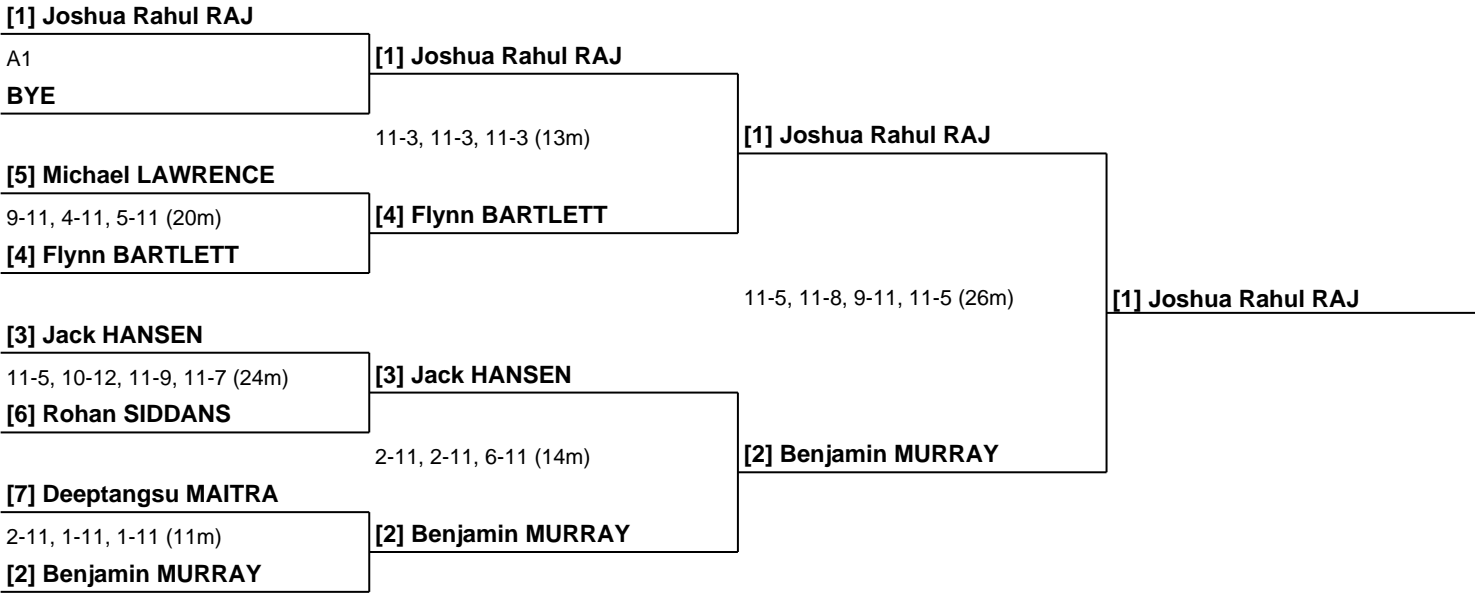 [1] Joshua Rahul RAJ
A1
BYE
[1] Joshua Rahul RAJ
11-3, 11-3, 11-3 (13m)
[1] Joshua Rahul RAJ
[5] Michael LAWRENCE
9-11, 4-11, 5-11 (20m)
[4] Flynn BARTLETT
[4] Flynn BARTLETT
11-5, 11-8, 9-11, 11-5 (26m)
[1] Joshua Rahul RAJ
[3] Jack HANSEN
11-5, 10-12, 11-9, 11-7 (24m)
[6] Rohan SIDDANS
[3] Jack HANSEN
2-11, 2-11, 6-11 (14m)
[2] Benjamin MURRAY
[7] Deeptangsu MAITRA
2-11, 1-11, 1-11 (11m)
[2] Benjamin MURRAY
[2] Benjamin MURRAY